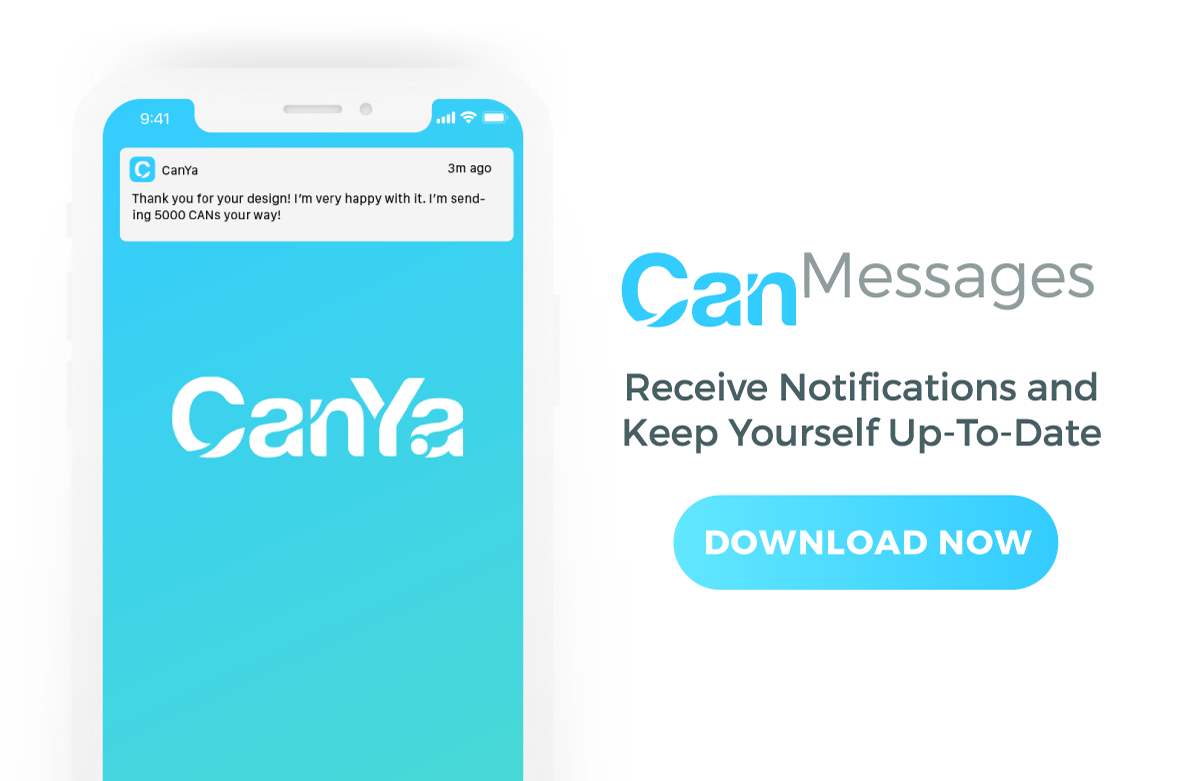 9:41
CanYa
3m ago
Thank you for your design! I'm very happy with it. I'm send-
ing 5000 CANs your way!
CanYa
CanMessages
Receive Notifications and
Keep Yourself Up-To-Date
DOWNLOAD NOW